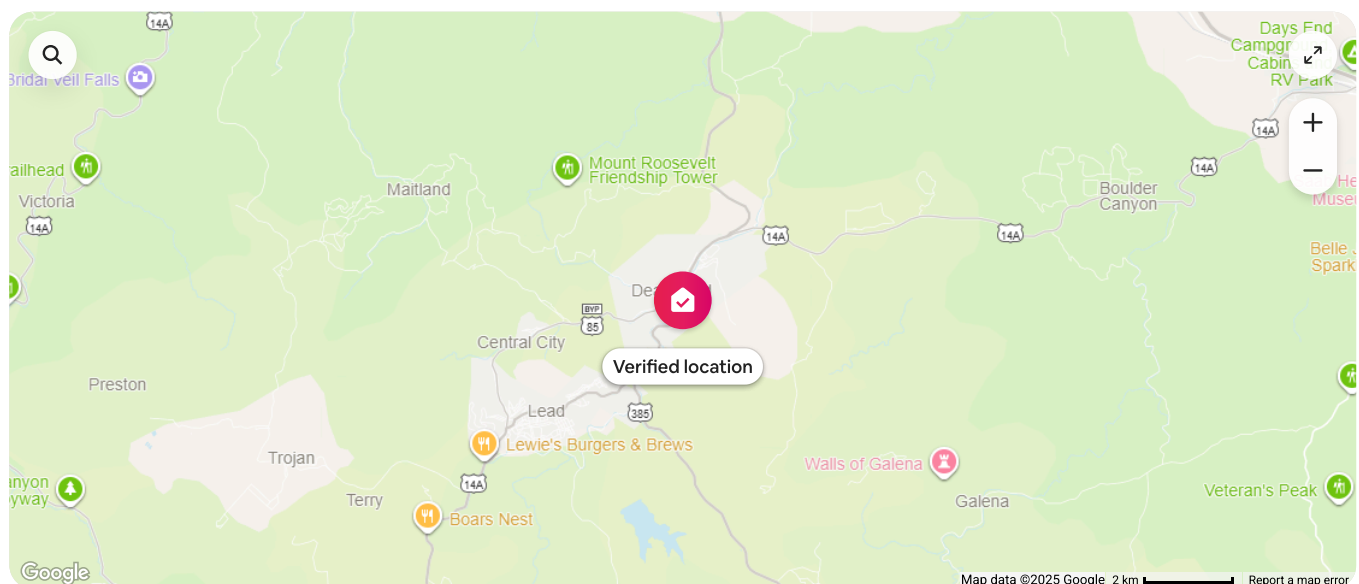 14A
Days End
Campgr
Cabin
RV Park
Bridal Veil Falls
14A
14A
Mount Roosevelt
Friendship Tower
ailhead
Victoria
14A
Maitland
Boulder
Canyon
He
Muse
14A
14A
Belle J
Spark
Dea
BYP
85
Central City
Verified location
Preston
Lead
385
Lewie's Burgers & Brews
Trojan
Walls of Galena
14A
anyon
yway
Terry
Boars Nest
Galena
Veteran's Peak
Google
Map data ©2025 Google
2 km
Report a map error